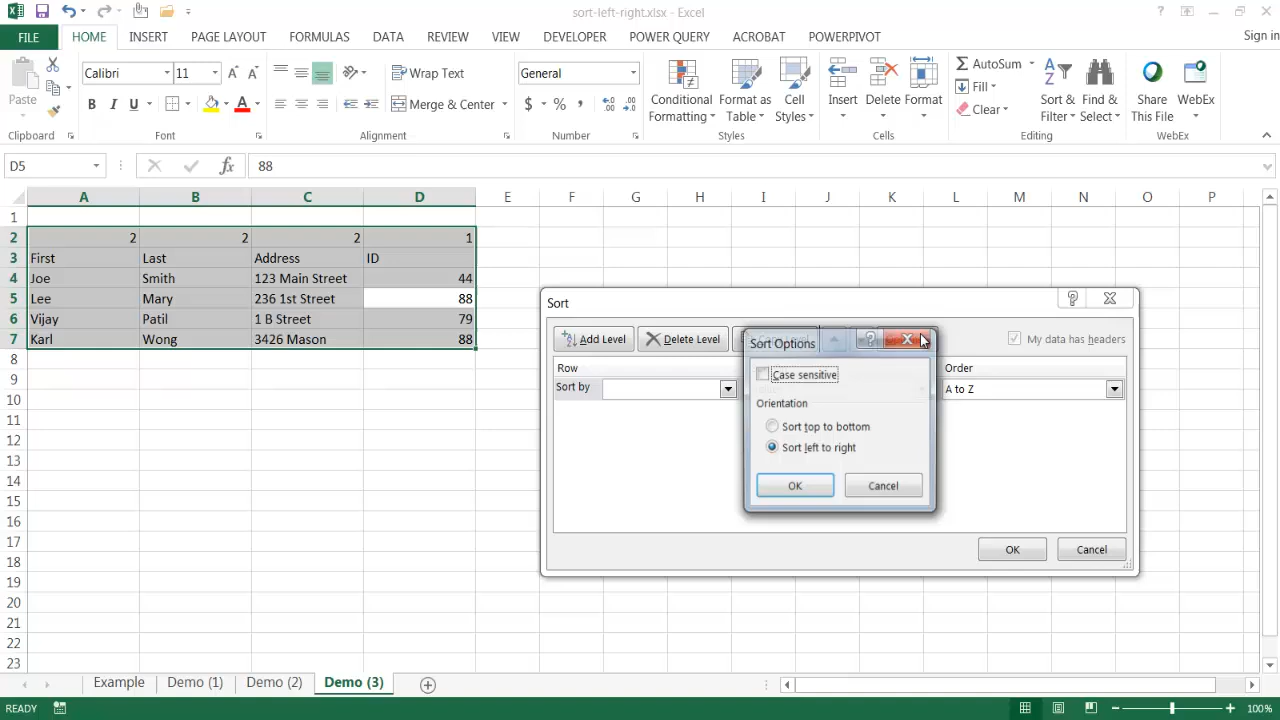 sort-left-right.xlsx - Excel
FILE HOME INSERT PAGE LAYOUT FORMULAS DATA REVIEW VIEW DEVELOPER POWER QUERY ACROBAT POWERPIVOT Sign in
Paste
Clipboard
Calibri 11
B I U
Font
Wrap Text
Merge & Center
Alignment
General
$ % ,
Number
Conditional Formatting
Format as Table
Cell Styles
Styles
Insert Delete Format
Cells
AutoSum
Fill
Clear
Sort & Filter
Find & Select
Editing
Share This File
WebEx
WebEx
D5 fx 88
A B C D E F G H I J K L M N O P
1
2 2 2 2 1
3 First Last Address ID
4 Joe Smith 123 Main Street 44
5 Lee Mary 236 1st Street 88
6 Vijay Patil 1 B Street 79
7 Karl Wong 3426 Mason 88
8
9
10
11
12
13
14
15
16
17
18
19
20
21
22
23
Sort
Add Level Delete Level My data has headers
Row Order
Sort by A to Z
OK Cancel
Sort Options
Case sensitive
Orientation
Sort top to bottom
Sort left to right
OK Cancel
Example Demo (1) Demo (2) Demo (3)
READY 100%